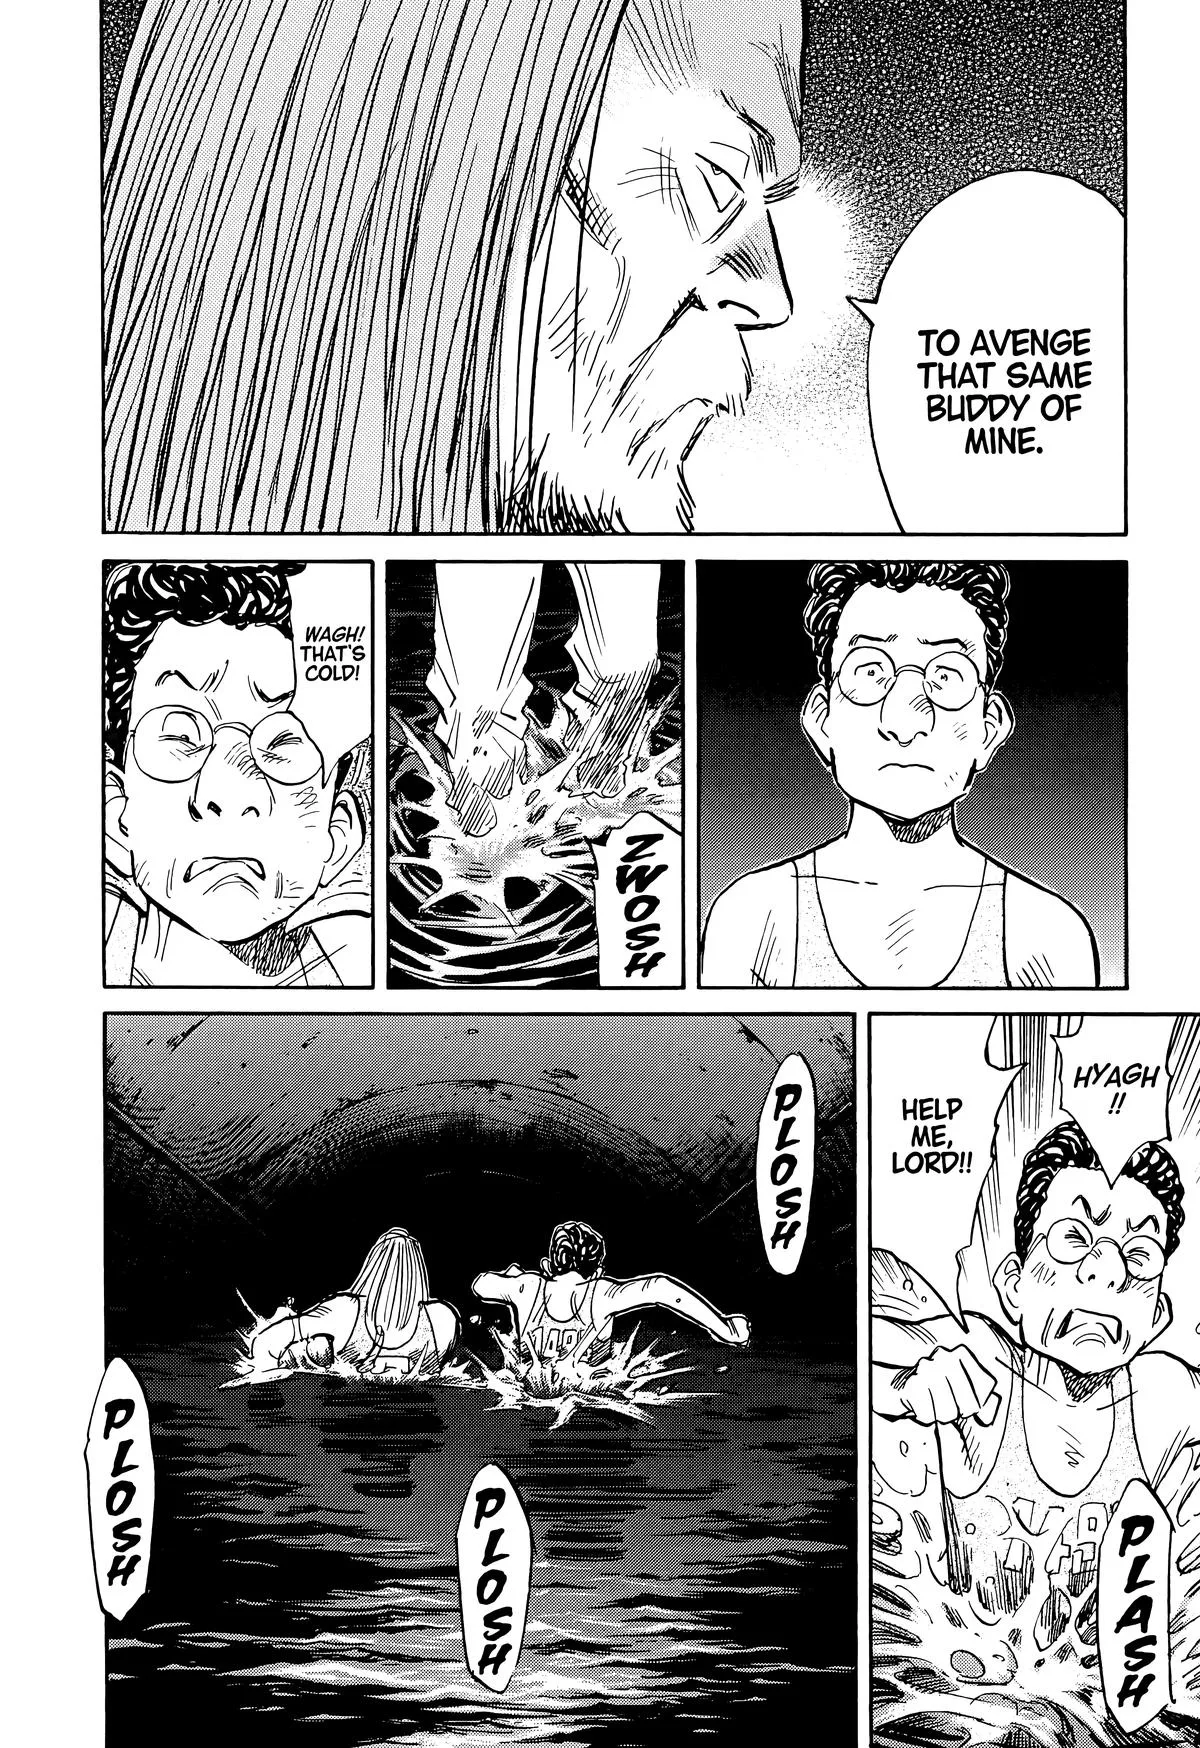 TO AVENGE
THAT SAME
BUDDY OF
MINE.
ZWOSH
WAGH!
THAT'S
COLD!
HYAGH
!!
HELP
ME,
LORD!!
PLASH
PLOSH
PLOSH
PLOSH